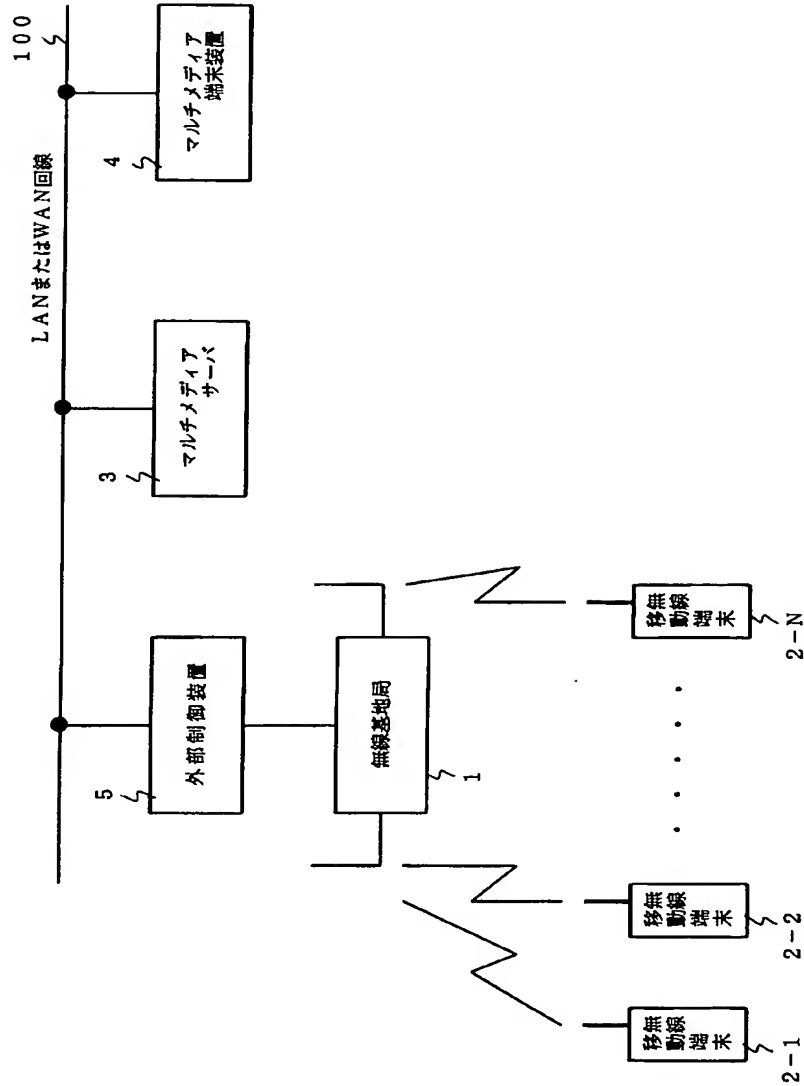 100
LANまたはWAN回線
5
外部制御装置
3
マルチメディア
サーバ
4
マルチメディア
端末装置
無線基地局
1
移無
動線
端末
2-1
移無
動線
端末
2-2
・・・・・
移無
動線
端末
2-N